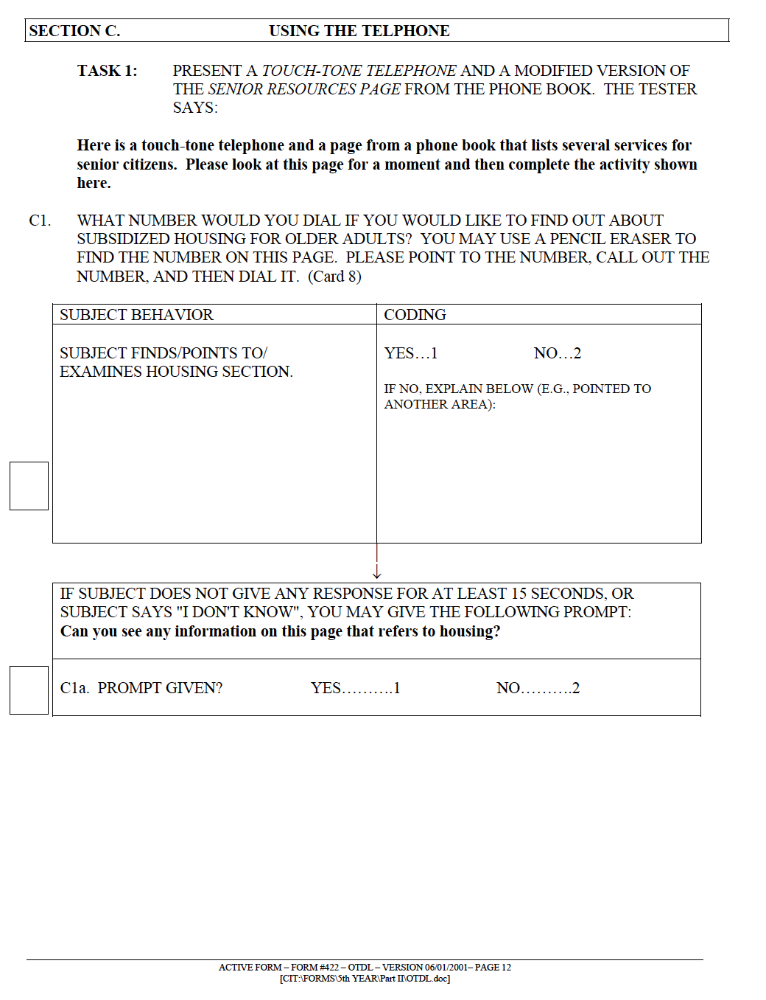 SECTION C. USING THE TELPHONE
TASK 1: PRESENT A TOUCH-TONE TELEPHONE AND A MODIFIED VERSION OF
THE SENIOR RESOURCES PAGE FROM THE PHONE BOOK. THE TESTER
SAYS:
Here is a touch-tone telephone and a page from a phone book that lists several services for
senior citizens. Please look at this page for a moment and then complete the activity shown
here.
C1. WHAT NUMBER WOULD YOU DIAL IF YOU WOULD LIKE TO FIND OUT ABOUT
SUBSIDIZED HOUSING FOR OLDER ADULTS? YOU MAY USE A PENCIL ERASER TO
FIND THE NUMBER ON THIS PAGE. PLEASE POINT TO THE NUMBER, CALL OUT THE
NUMBER, AND THEN DIAL IT. (Card 8)
SUBJECT BEHAVIOR
CODING
SUBJECT FINDS/POINTS TO/
EXAMINES HOUSING SECTION.
YES…1 NO…2
IF NO, EXPLAIN BELOW (E.G., POINTED TO
ANOTHER AREA):
IF SUBJECT DOES NOT GIVE ANY RESPONSE FOR AT LEAST 15 SECONDS, OR
SUBJECT SAYS "I DON'T KNOW", YOU MAY GIVE THE FOLLOWING PROMPT:
Can you see any information on this page that refers to housing?
C1a. PROMPT GIVEN? YES……….1 NO……….2
ACTIVE FORM – FORM #422 – OTDL – VERSION 06/01/2001– PAGE 12
[CIT:\FORMS\5th YEAR\Part II\OTDL.doc]